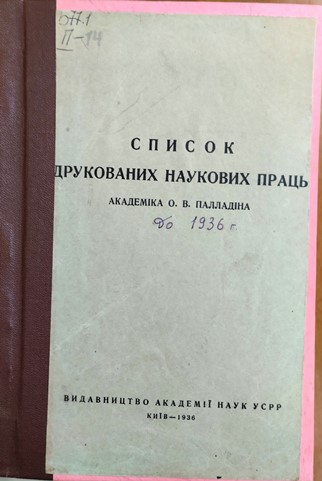 577.1
П-14
СПИСОК
ДРУКОВАНИХ НАУКОВИХ ПРАЦЬ
АКАДЕМІКА О. В. ПАЛЛАДІНА
до 1936 г.
ВИДАВНИЦТВО АКАДЕМІЇ НАУК УСРР
КИЇВ—1936